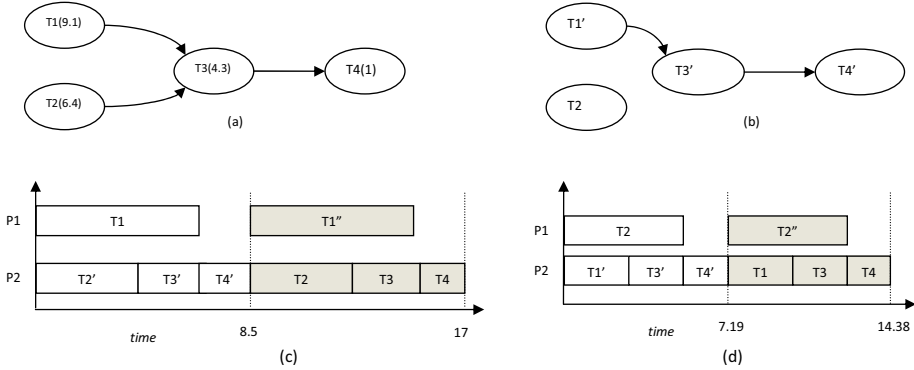 T1(9.1)
T2(6.4)
T3(4.3)
T4(1)
(a)
T1’
T2
T3’
T4’
(b)
P1
T1
T1”
P2
T2’
T3’
T4’
T2
T3
T4
8.5
17
time
(c)
P1
T2
T2”
P2
T1’
T3’
T4’
T1
T3
T4
7.19
14.38
time
(d)